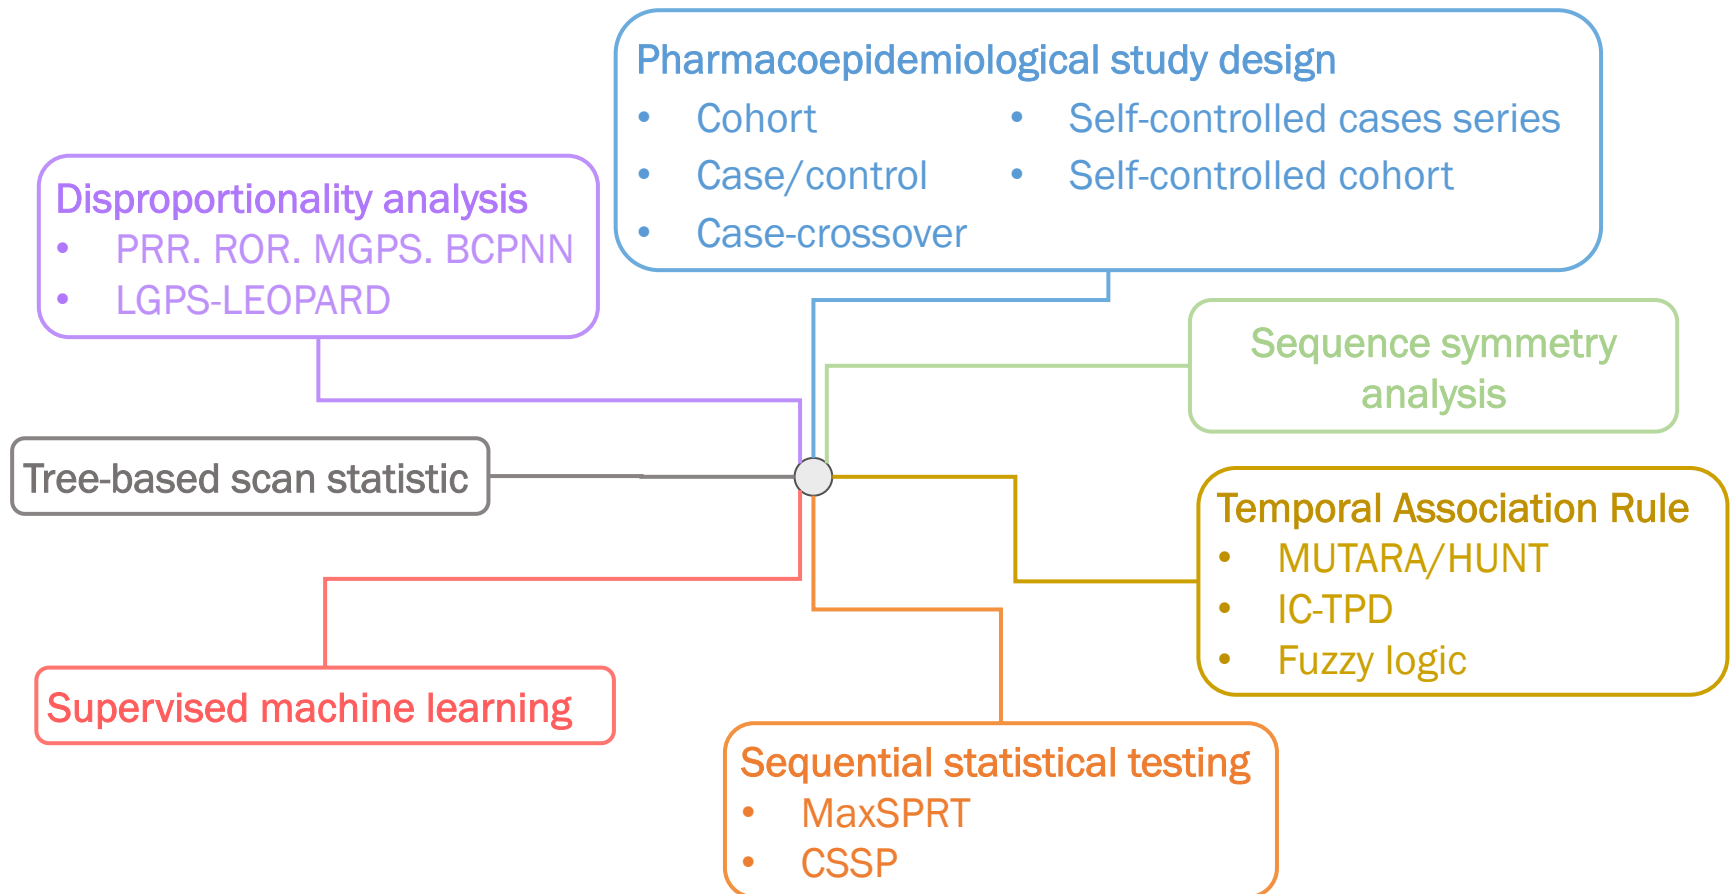 Pharmacoepidemiological study design
• Cohort
• Case/control
• Case-crossover
• Self-controlled cases series
• Self-controlled cohort
Disproportionality analysis
• PRR. ROR. MGPS. BCPNN
• LGPS-LEOPARD
Sequence symmetry
analysis
Tree-based scan statistic
Temporal Association Rule
• MUTARA/HUNT
• IC-TPD
• Fuzzy logic
Supervised machine learning
Sequential statistical testing
• MaxSPRT
• CSSP